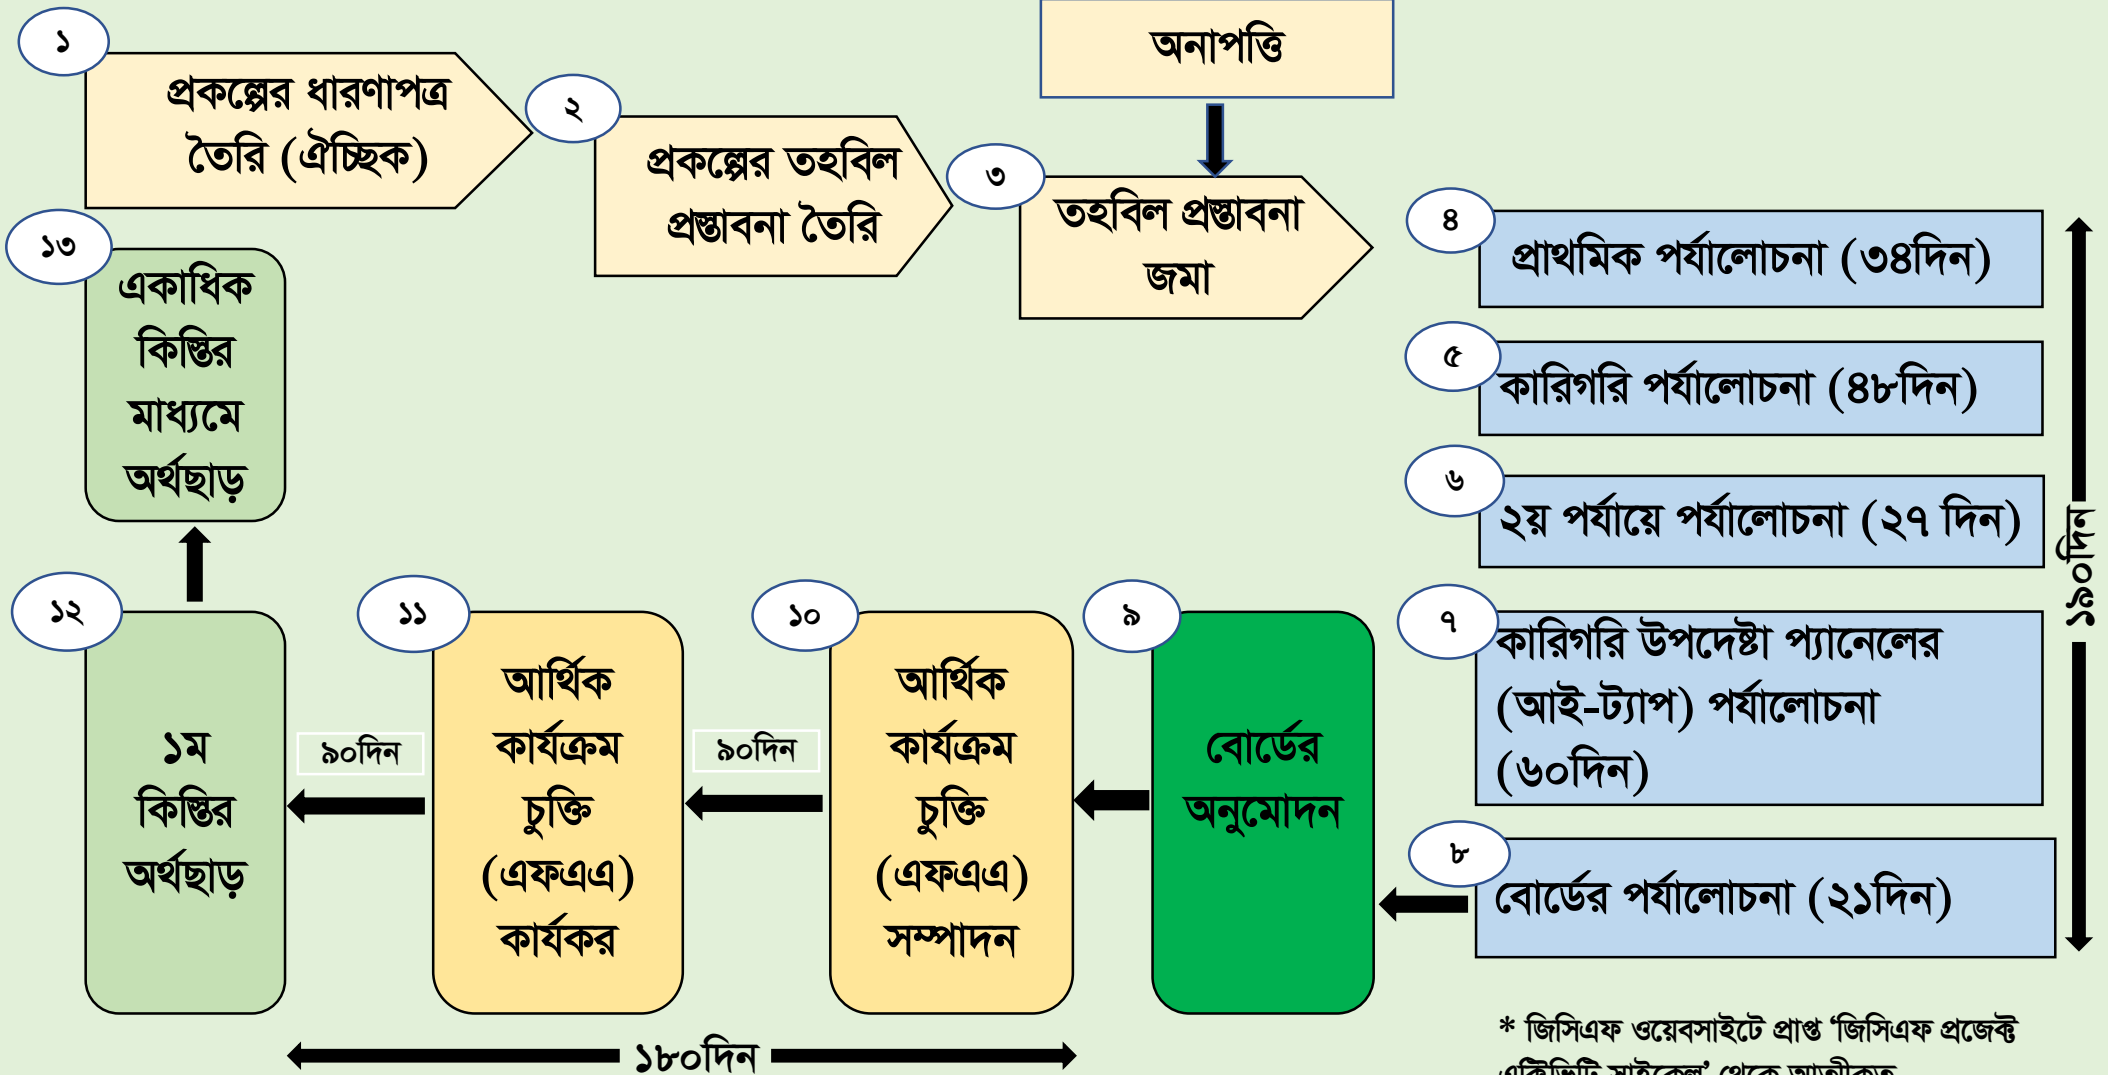 ১
প্রকল্পের ধারণাপত্র
তৈরি (ঐচ্ছিক)
২
প্রকল্পের তহবিল
প্রস্তাবনা তৈরি
অনাপত্তি
৩
তহবিল প্রস্তাবনা
জমা
৪
প্রাথমিক পর্যালোচনা (৩৪দিন)
৫
কারিগরি পর্যালোচনা (৪৮দিন)
৬
২য় পর্যায়ে পর্যালোচনা (২৭ দিন)
৭
কারিগরি উপদেষ্টা প্যানেলের
(আই-ট্যাপ) পর্যালোচনা
(৬০দিন)
৮
বোর্ডের পর্যালোচনা (২১দিন)
১৯০দিন
৯
বোর্ডের
অনুমোদন
১০
আর্থিক
কার্যক্রম
চুক্তি
(এফএএ)
সম্পাদন
৯০দিন
১১
আর্থিক
কার্যক্রম
চুক্তি
(এফএএ)
কার্যকর
৯০দিন
১২
১ম
কিস্তির
অর্থছাড়
১৩
একাধিক
কিস্তির
মাধ্যমে
অর্থছাড়
১৮০দিন
* জিসিএফ ওয়েবসাইটে প্রাপ্ত ‘জিসিএফ প্রজেক্ট
এক্টিভিটি সাইকেল’ থেকে আত্মীকৃত